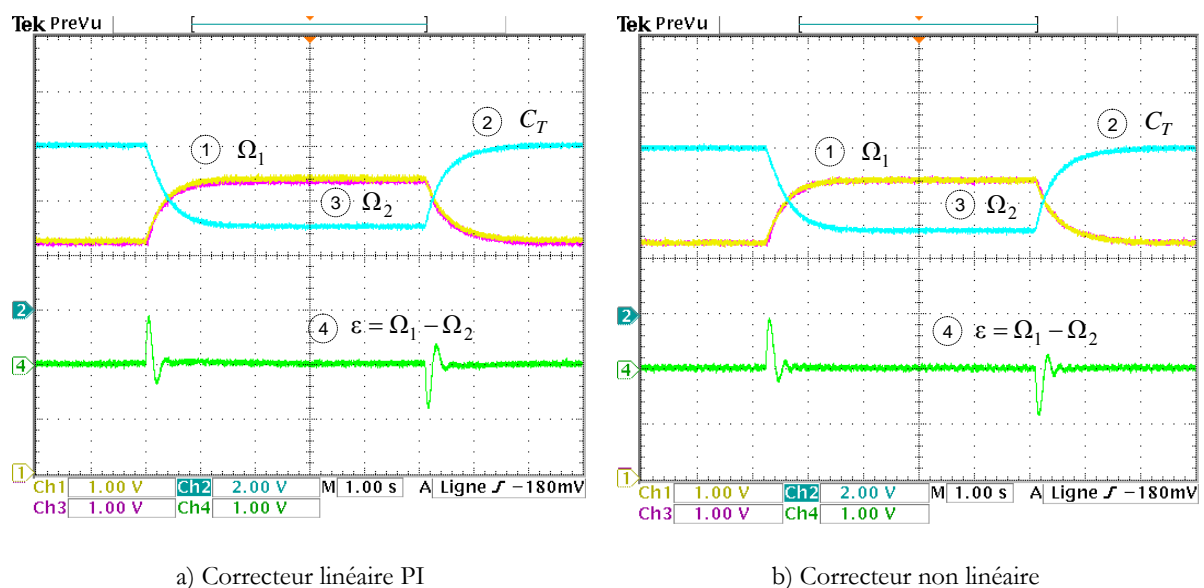 Tek PreVu
2 C_T
1 Ω₁
3 Ω₂
2
4 ε = Ω₁ − Ω₂
4
1
Ch1 1.00 V Ch2 2.00 V M 1.00 s A Ligne ∫ −180mV
Ch3 1.00 V Ch4 1.00 V
a) Correcteur linéaire PI
Tek PreVu
2 C_T
1 Ω₁
3 Ω₂
2
4 ε = Ω₁ − Ω₂
4
1
Ch1 1.00 V Ch2 2.00 V M 1.00 s A Ligne ∫ −180mV
Ch3 1.00 V Ch4 1.00 V
b) Correcteur non linéaire